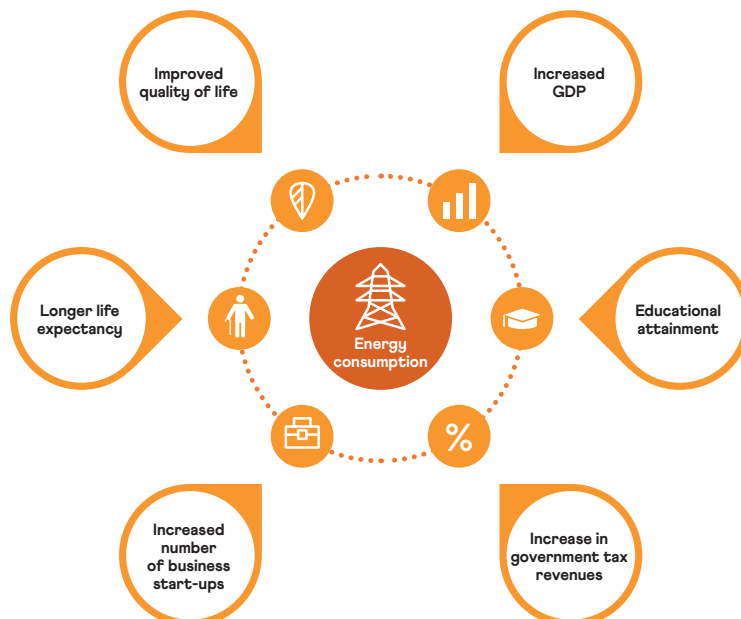 Improved
quality of life
Increased
GDP
Longer life
expectancy
Energy
consumption
Educational
attainment
%
Increased
number
of business
start-ups
Increase in
government tax
revenues